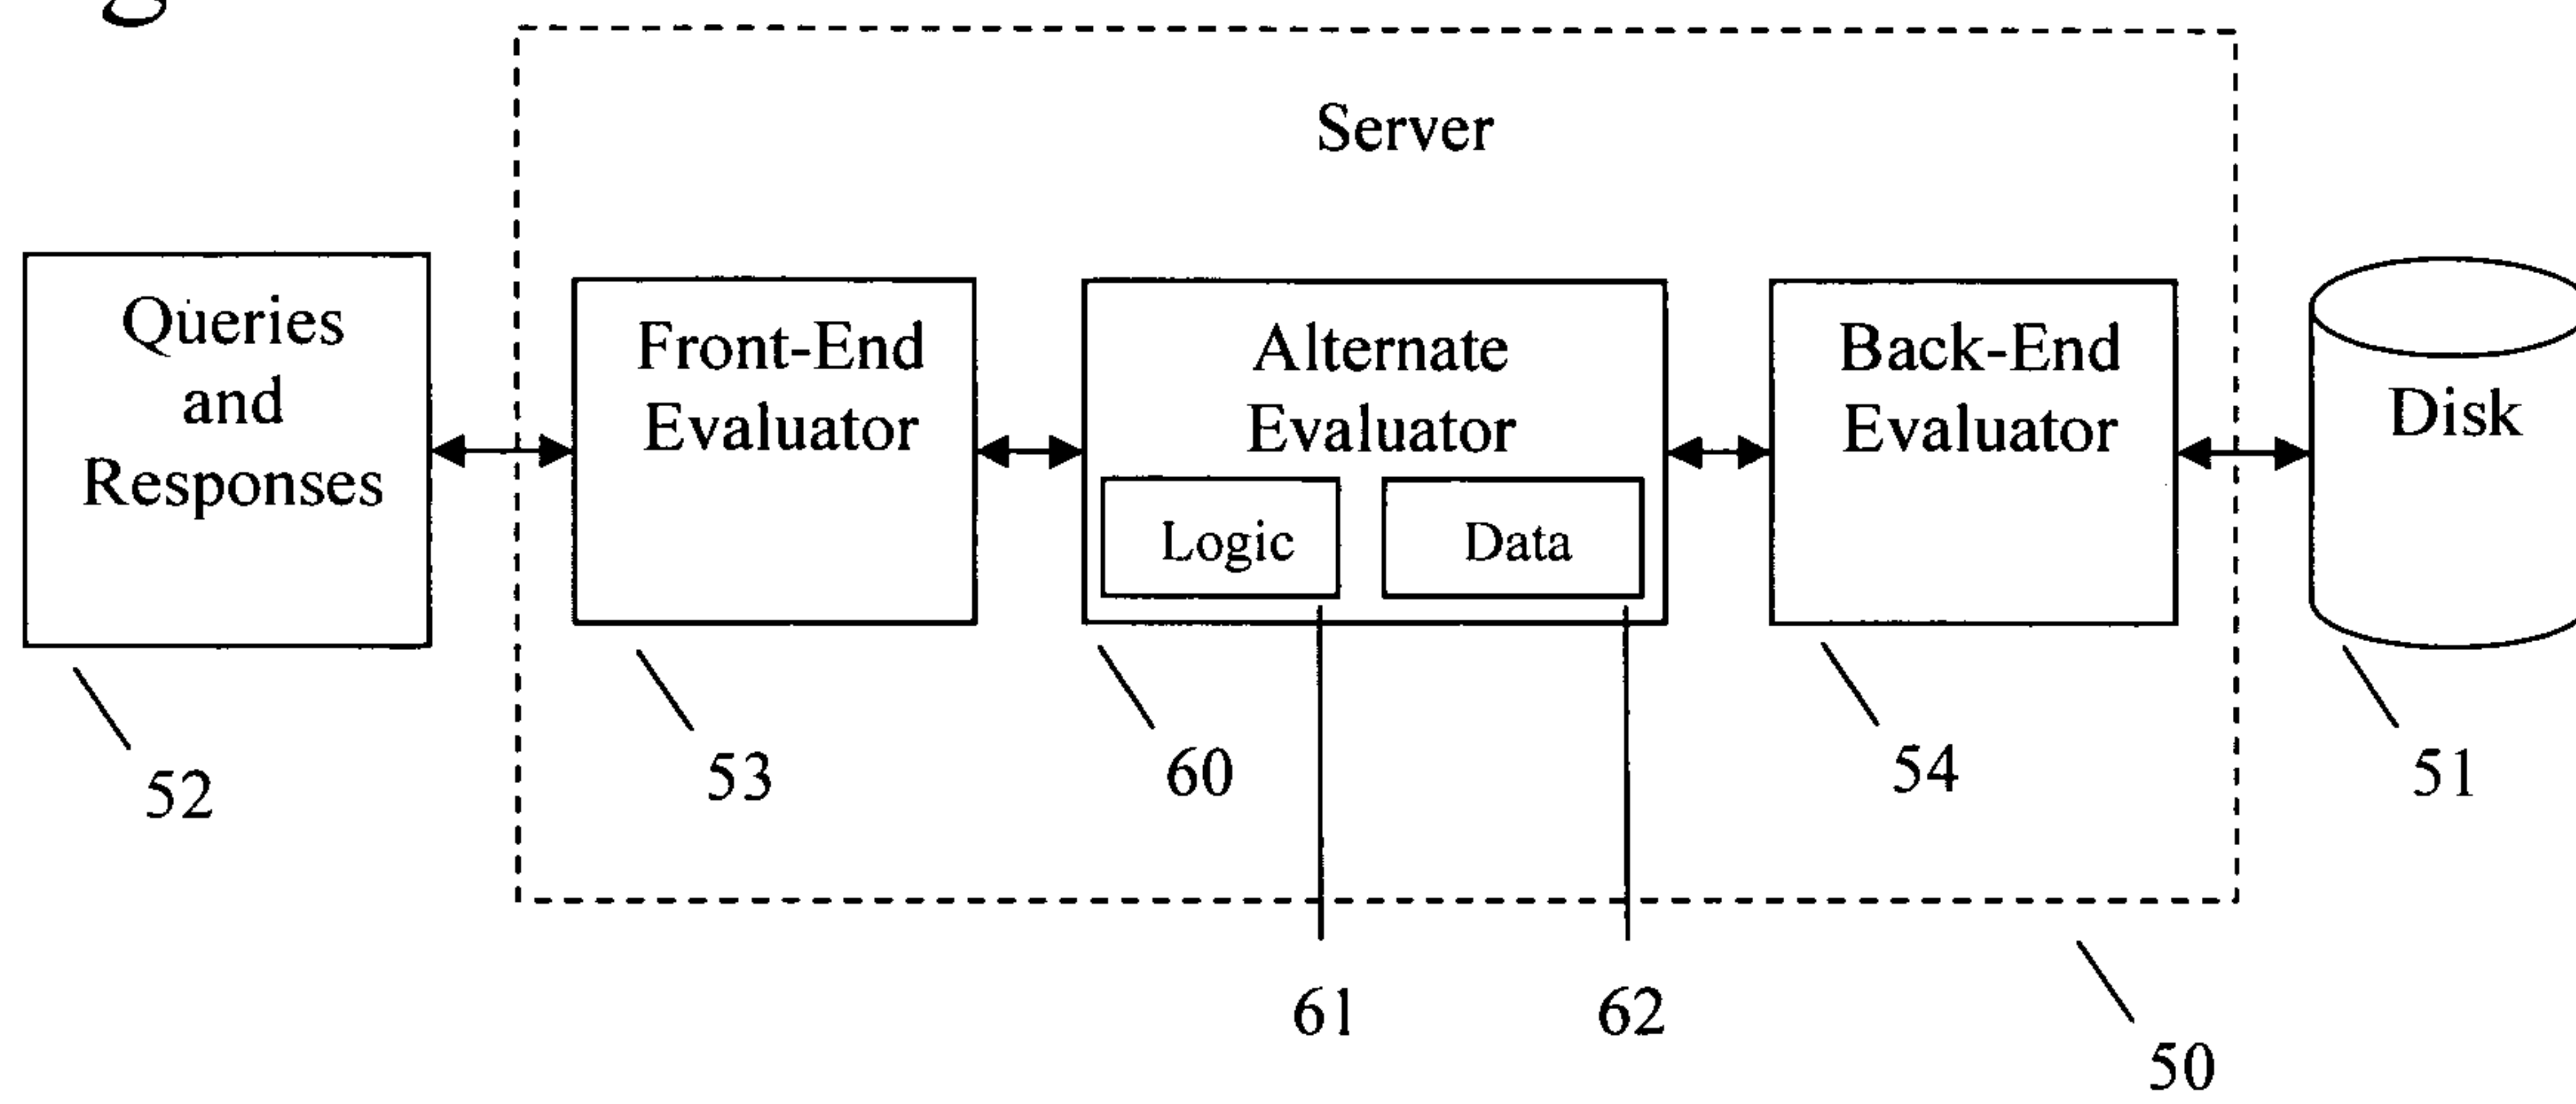 Server
Queries
and
Responses
Front-End
Evaluator
Alternate
Evaluator
Logic
Data
Back-End
Evaluator
Disk
52
53
60
54
51
61
62
50